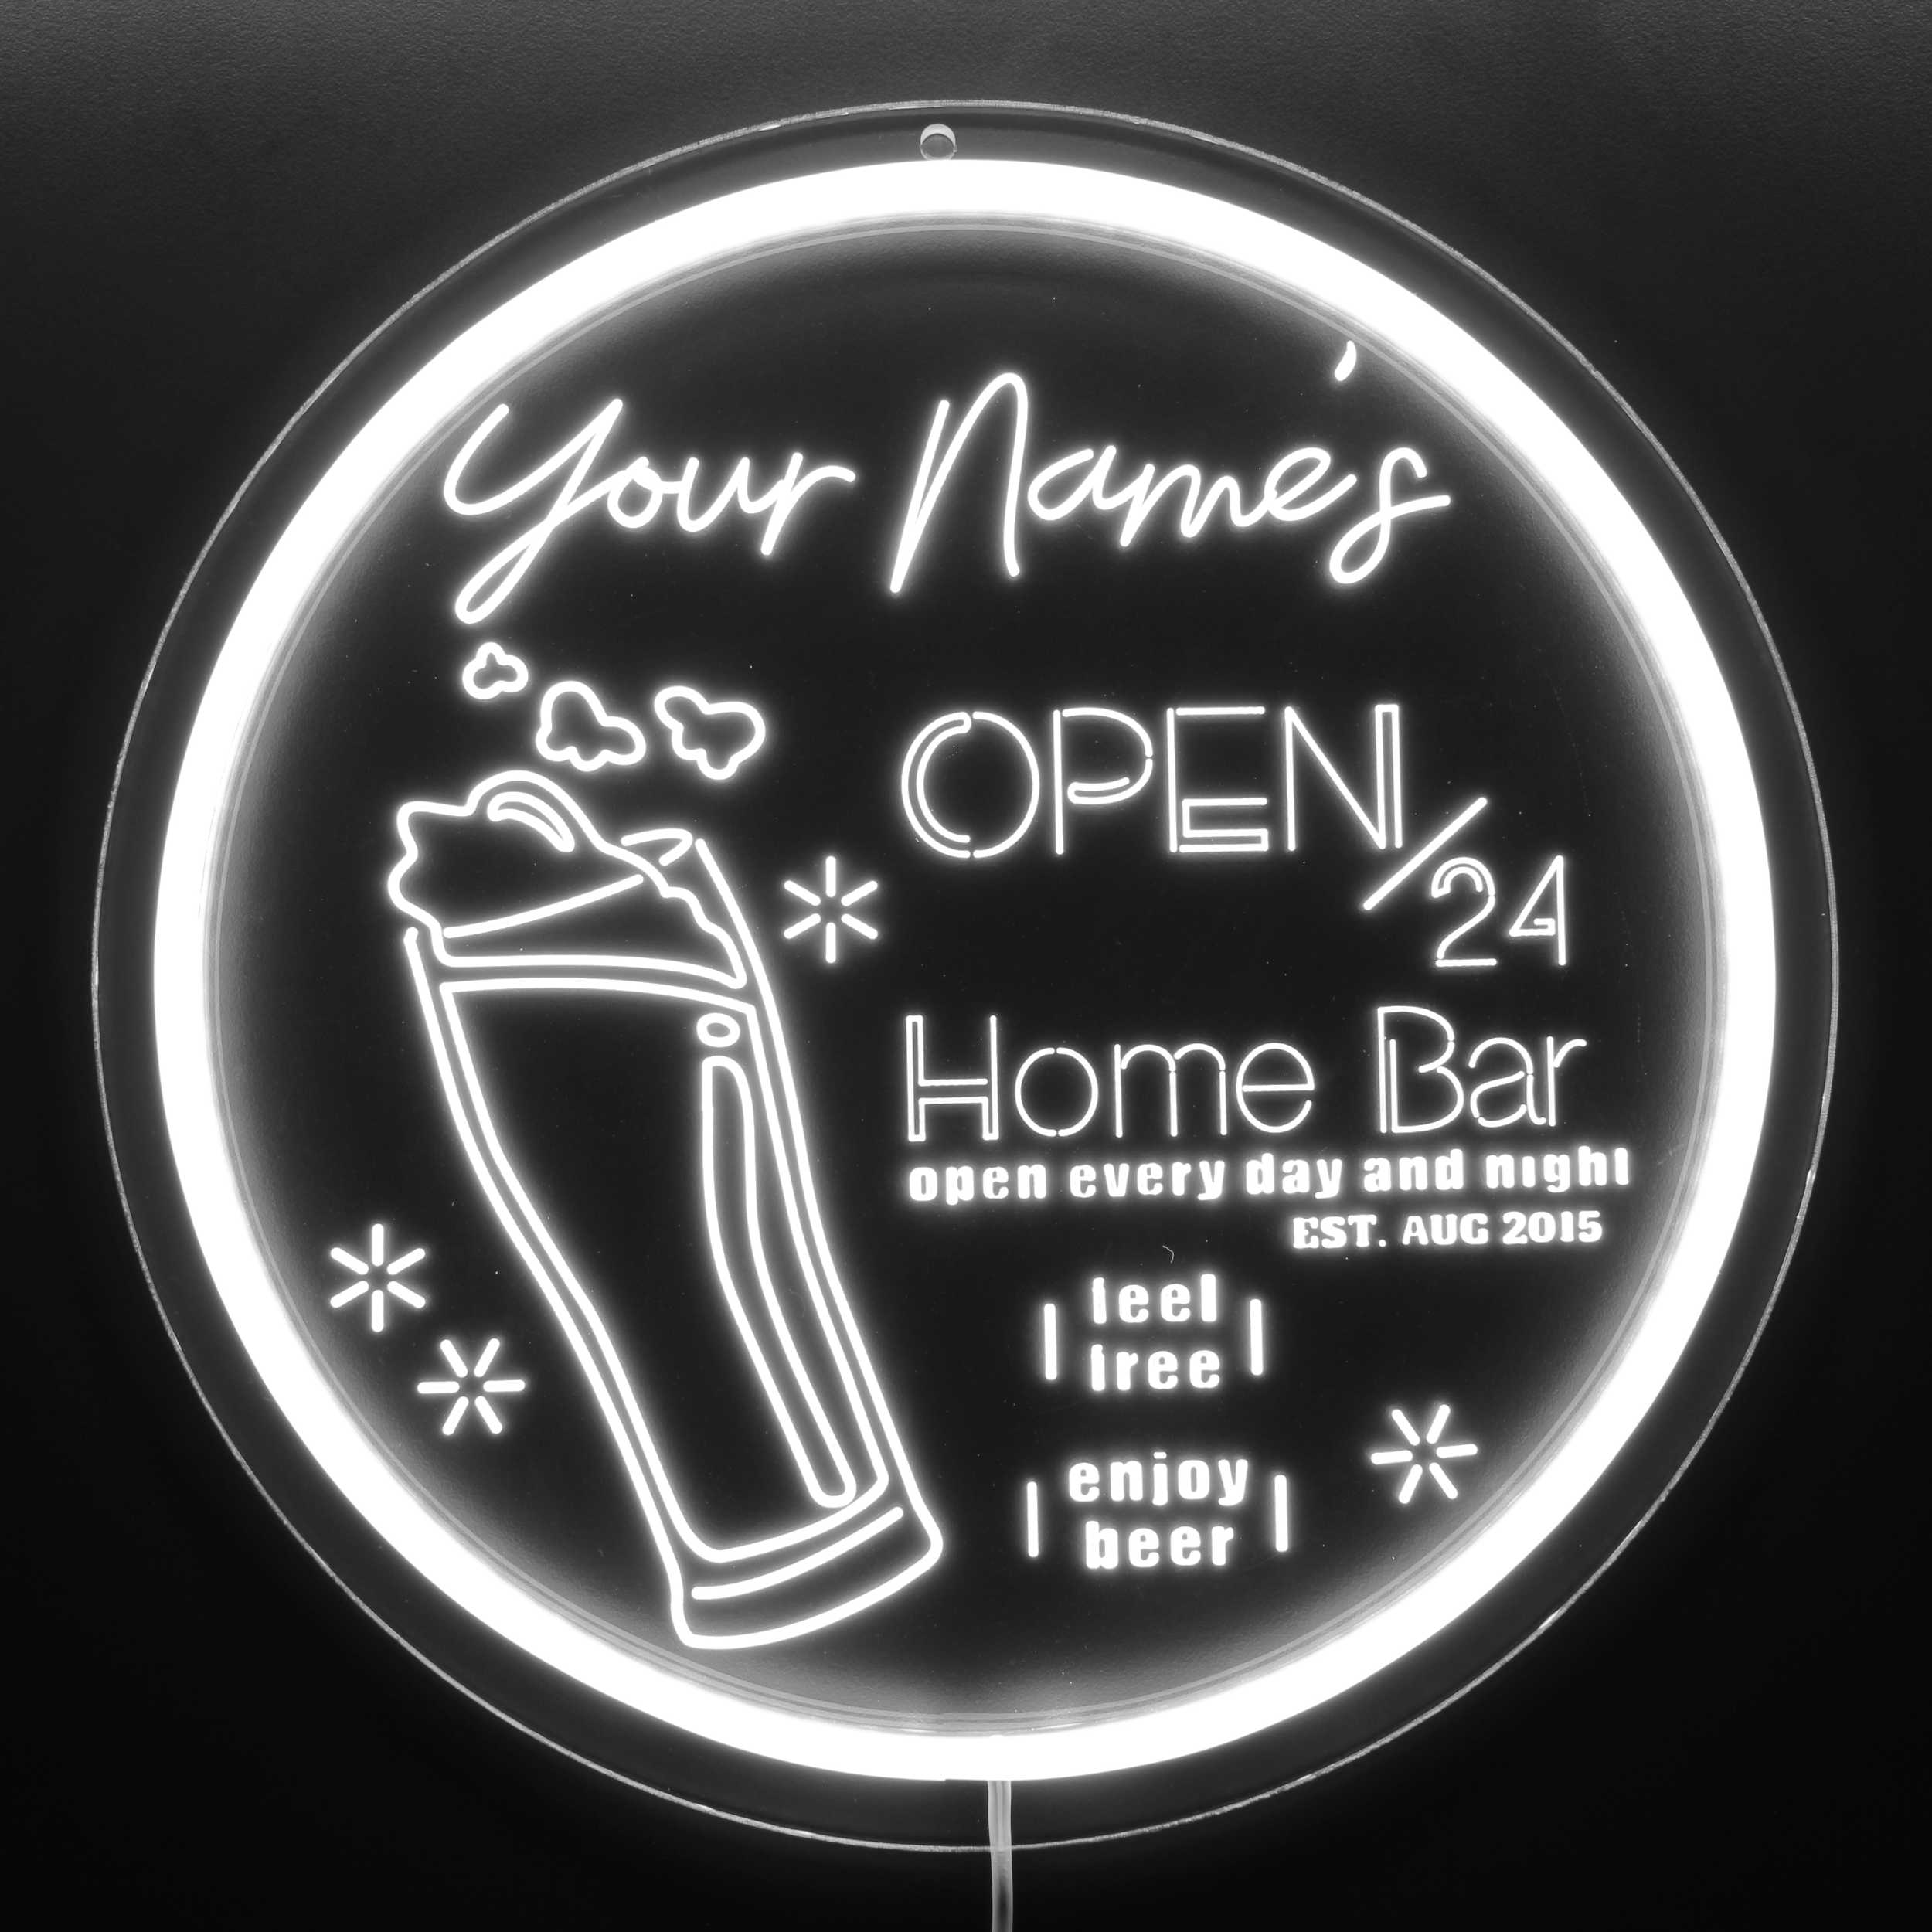 Your Name's
OPEN/24
Home Bar
open every day and night
EST. AUG 2015
feel
free
enjoy
beer